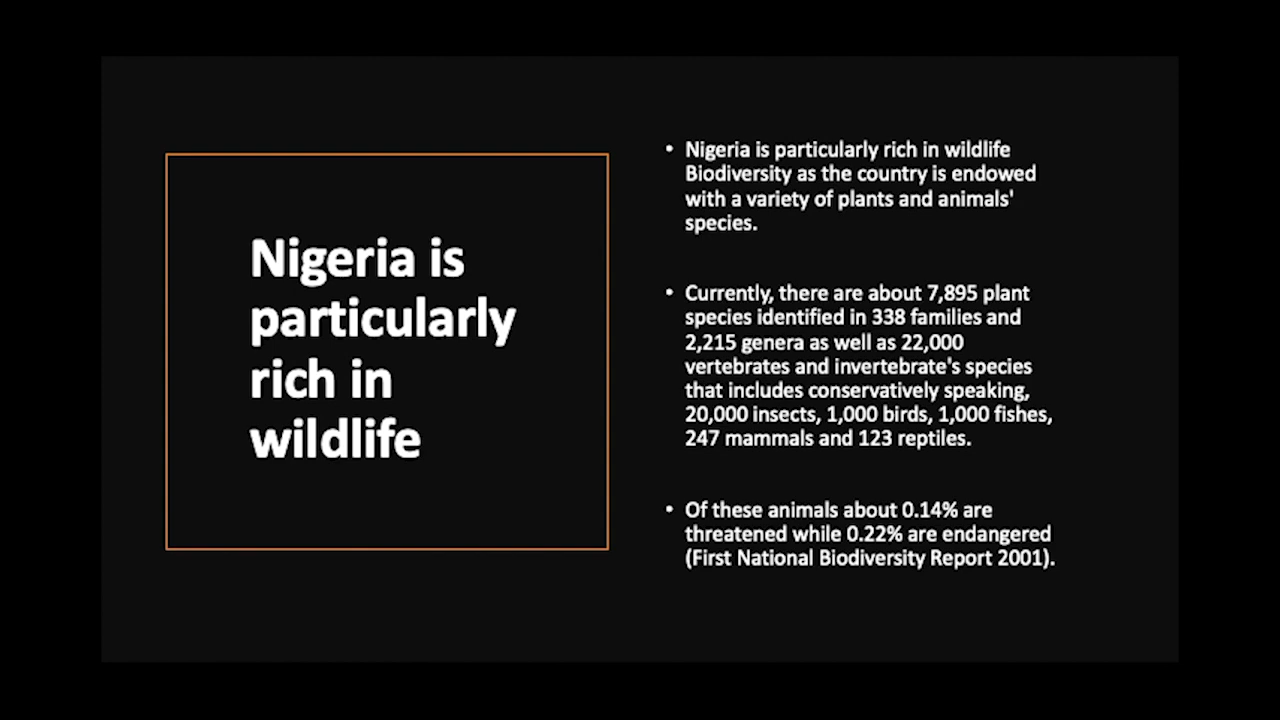 Nigeria is
particularly
rich in
wildlife
• Nigeria is particularly rich in wildlife
Biodiversity as the country is endowed
with a variety of plants and animals'
species.
• Currently, there are about 7,895 plant
species identified in 338 families and
2,215 genera as well as 22,000
vertebrates and invertebrate's species
that includes conservatively speaking,
20,000 insects, 1,000 birds, 1,000 fishes,
247 mammals and 123 reptiles.
• Of these animals about 0.14% are
threatened while 0.22% are endangered
(First National Biodiversity Report 2001).